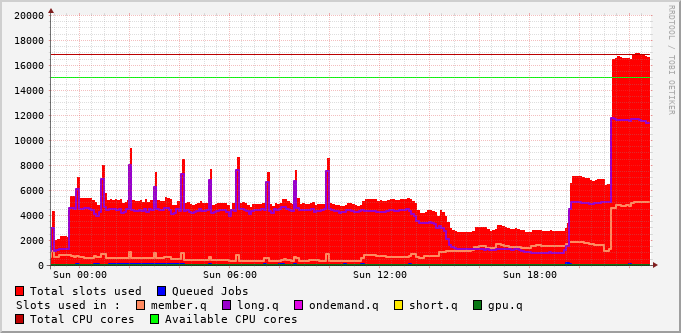 20000
18000
16000
14000
12000
10000
8000
6000
4000
2000
0
Sun 00:00 Sun 06:00 Sun 12:00 Sun 18:00
RRDTOOL / TOBI OETIKER
Total slots used Queued Jobs
Slots used in : member.q long.q ondemand.q short.q gpu.q
Total CPU cores Available CPU cores